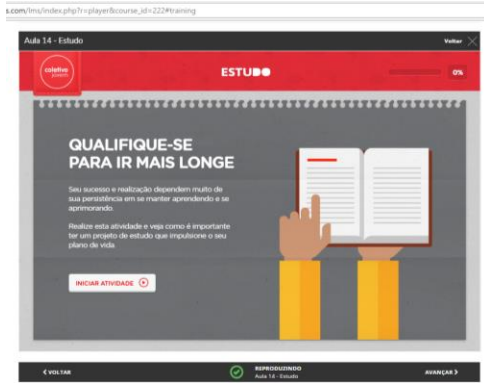 s.com/lms/index.php?r=player&course_id=222#training
Aula 14 - Estudo
Voltar
coletivo
jovem
ESTUDO
0%
QUALIFIQUE-SE
PARA IR MAIS LONGE
Seu sucesso e realização dependem muito de
sua persistência em se manter aprendendo e se
aprimorando.
Realize esta atividade e veja como é importante
ter um projeto de estudo que impulsione o seu
plano de vida.
INICIAR ATIVIDADE
VOLTAR
REPRODUZINDO
Aula 14 - Estudo
AVANÇAR